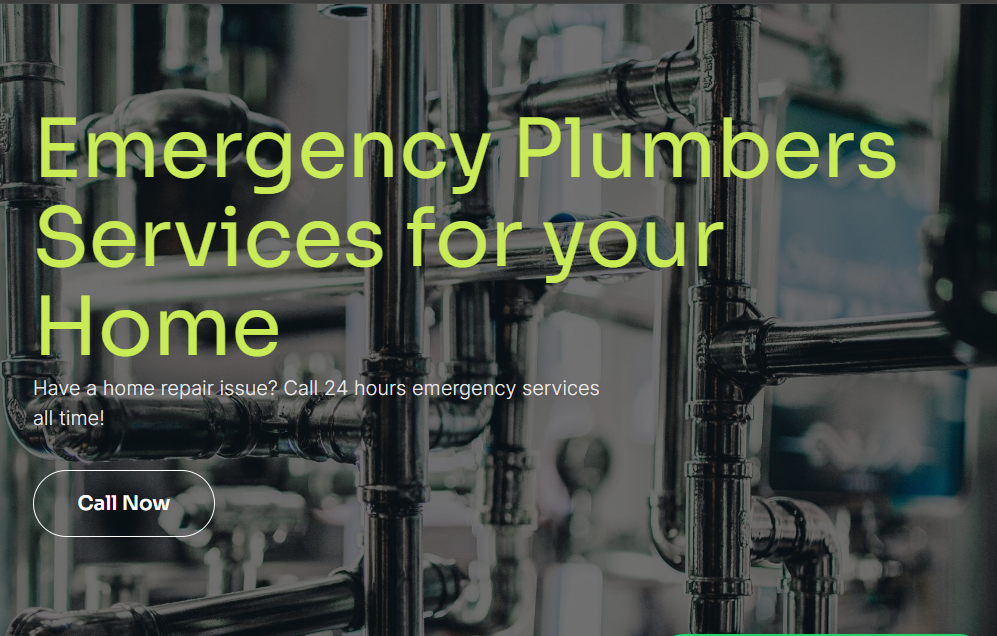 Emergency Plumbers
Services for your
Home
Have a home repair issue? Call 24 hours emergency services
all time!
Call Now